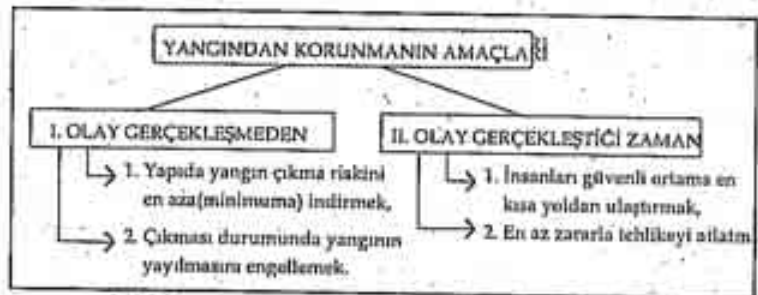 YANGINDAN KORUNMANIN AMAÇLARI
I. OLAY GERÇEKLEŞMEDEN
1. Yapıda yangın çıkma riskini
en aza(minimuma) indirmek,
2. Çıkması durumunda yangının
yayılmasını engellemek.
II. OLAY GERÇEKLEŞTİĞİ ZAMAN
1. İnsanları güvenli ortama en
kısa yoldan ulaştırmak,
2. En az zararla tehlikeyi atlatm